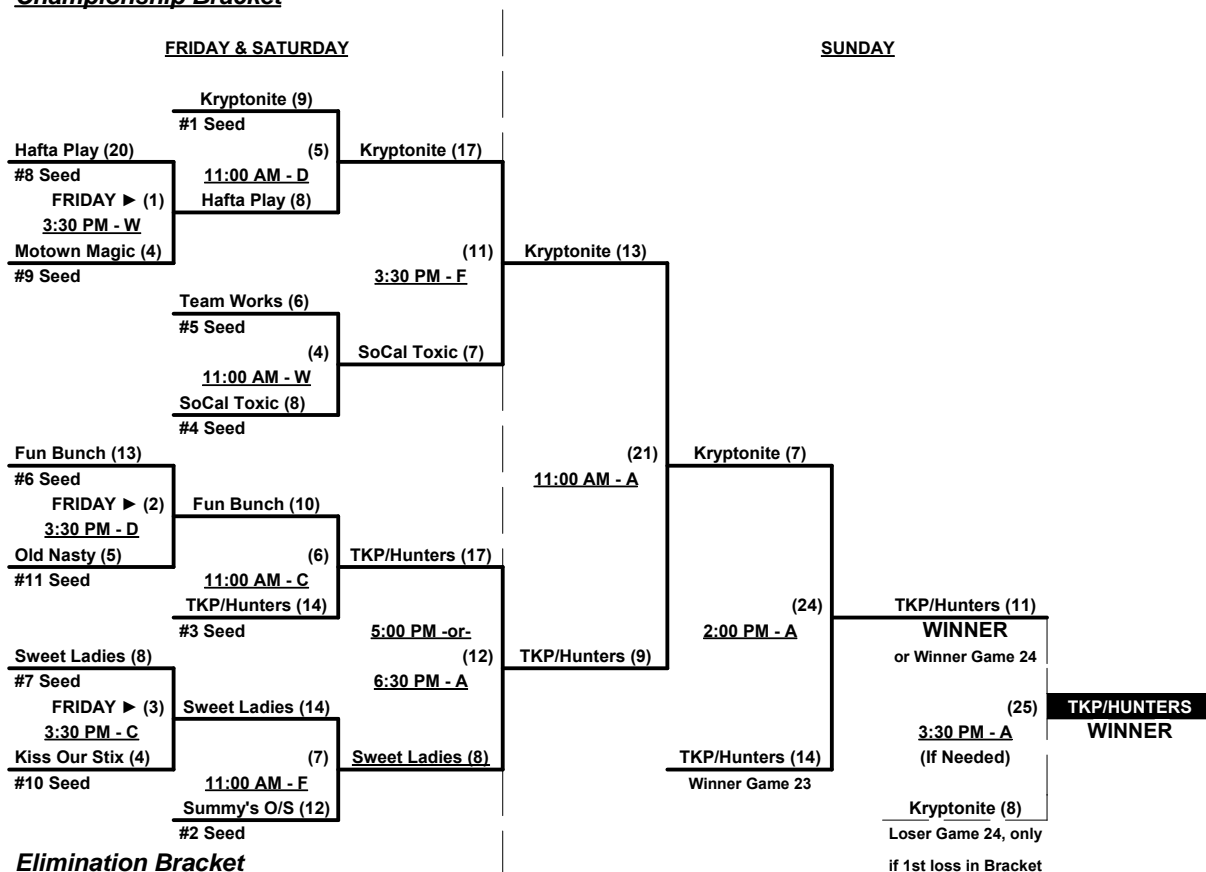 Championship Bracket
FRIDAY & SATURDAY
SUNDAY
Kryptonite (9)
#1 Seed
Hafta Play (20)
(5)
Kryptonite (17)
#8 Seed
11:00 AM - D
FRIDAY ► (1)
Hafta Play (8)
3:30 PM - W
Motown Magic (4)
(11)
Kryptonite (13)
#9 Seed
3:30 PM - F
Team Works (6)
#5 Seed
(4)
SoCal Toxic (7)
11:00 AM - W
SoCal Toxic (8)
#4 Seed
Fun Bunch (13)
(21)
Kryptonite (7)
#6 Seed
11:00 AM - A
FRIDAY ► (2)
Fun Bunch (10)
3:30 PM - D
Old Nasty (5)
(6)
TKP/Hunters (17)
#11 Seed
11:00 AM - C
TKP/Hunters (14)
(24)
TKP/Hunters (11)
#3 Seed
5:00 PM -or-
2:00 PM - A
WINNER
Sweet Ladies (8)
(12)
TKP/Hunters (9)
or Winner Game 24
#7 Seed
6:30 PM - A
FRIDAY ► (3)
Sweet Ladies (14)
(25)
TKP/HUNTERS
3:30 PM - C
3:30 PM - A
WINNER
Kiss Our Stix (4)
(7)
Sweet Ladies (8)
TKP/Hunters (14)
(If Needed)
#10 Seed
11:00 AM - F
Winner Game 23
Summy's O/S (12)
Kryptonite (8)
#2 Seed
Loser Game 24, only
Elimination Bracket
if 1st loss in Bracket